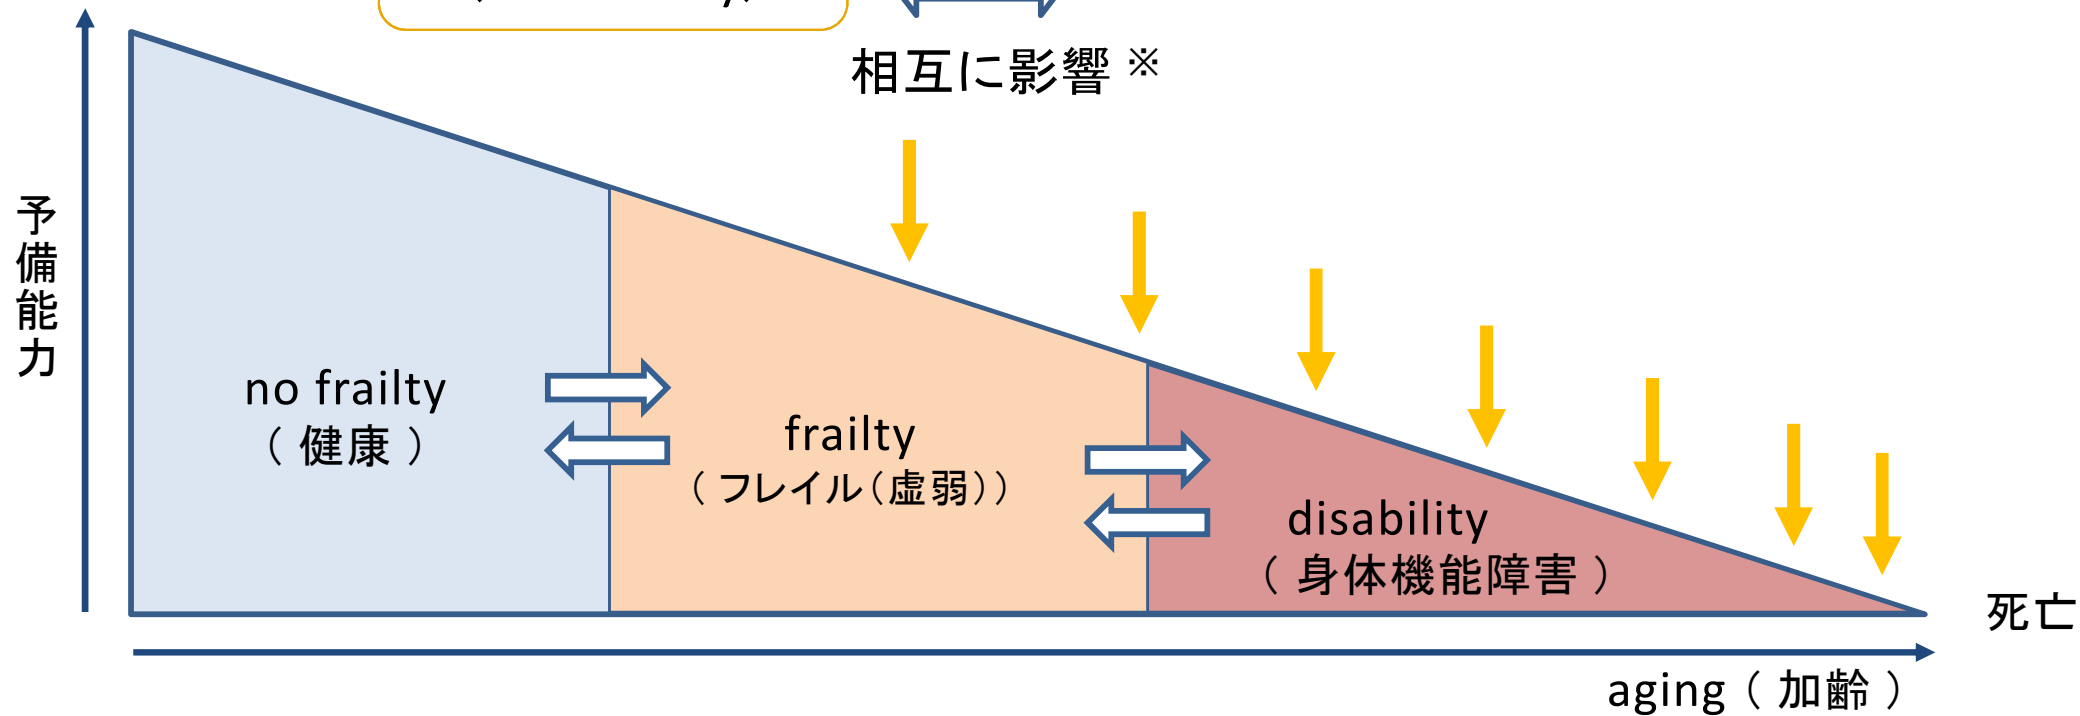 相互に影響 ※
予備能力
no frailty
（ 健康 ）
frailty
（ フレイル（虚弱））
disability
（ 身体機能障害 ）
死亡
aging（ 加齢 ）